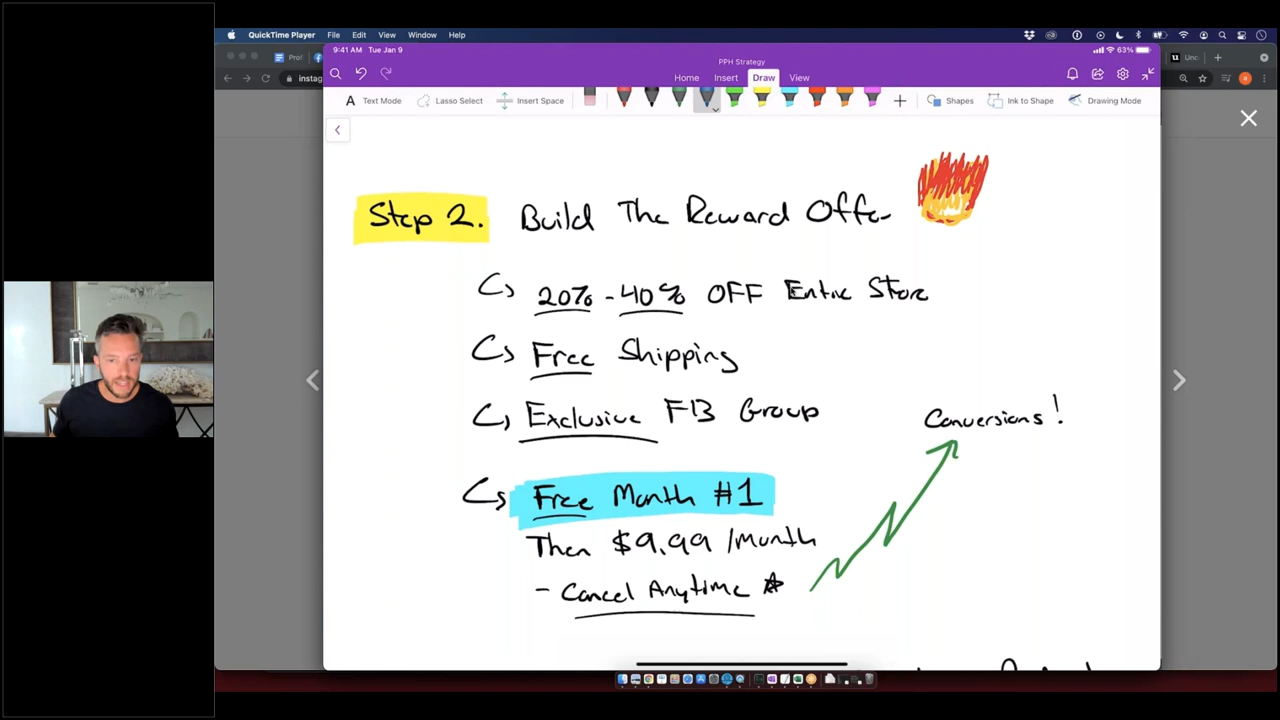 QuickTime Player File Edit View Window Help
9:41 AM Tue Jan 9
63%
PPH Strategy
Home Insert Draw View
Text Mode Lasso Select Insert Space Shapes Ink to Shape Drawing Mode
instag
Step 2. Build The Reward Offer
20% - 40% OFF Entire Store
Free Shipping
Exclusive FB Group
Conversions!
Free Month #1
Then $9.99 /Month
- Cancel Anytime